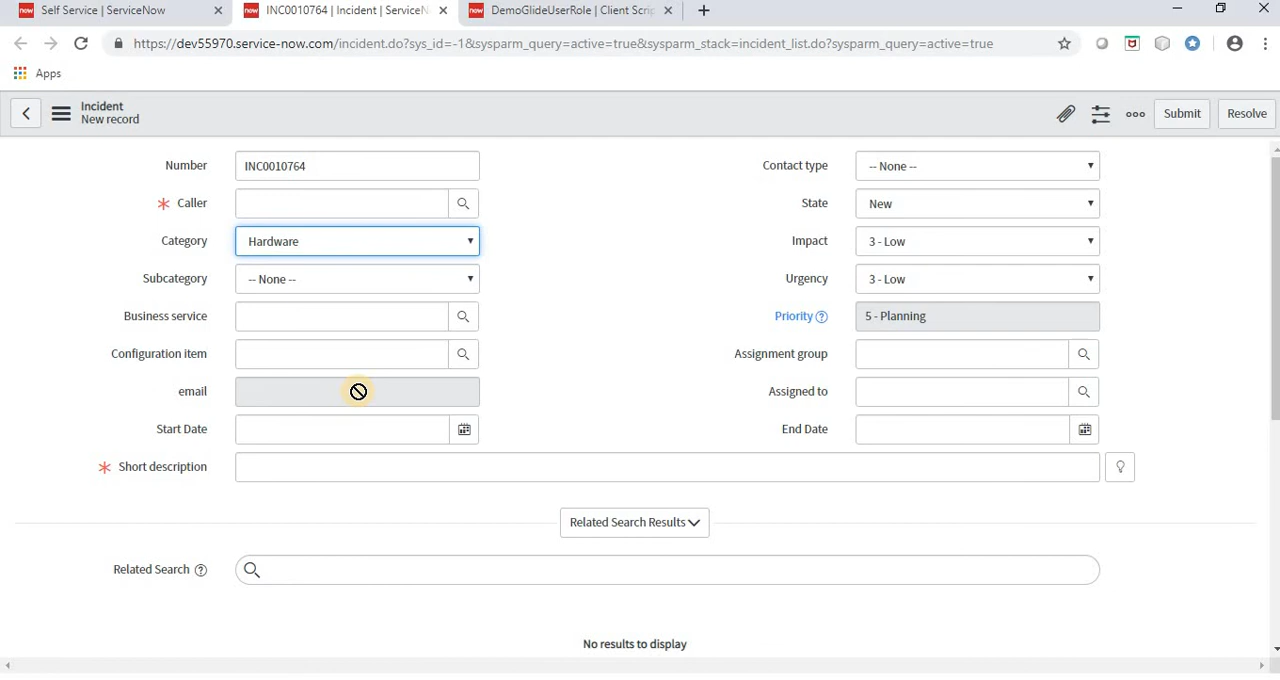 now Self Service | ServiceNow
now INC0010764 | Incident | ServiceN
now DemoGlideUserRole | Client Scrip
https://dev55970.service-now.com/incident.do?sys_id=-1&sysparm_query=active=true&sysparm_stack=incident_list.do?sysparm_query=active=true
Apps
Incident
New record
Submit
Resolve
Number INC0010764
Contact type -- None --
* Caller
State New
Category Hardware
Impact 3 - Low
Subcategory -- None --
Urgency 3 - Low
Business service
Priority ? 5 - Planning
Configuration item
Assignment group
email
Assigned to
Start Date
End Date
* Short description
Related Search Results
Related Search ?
No results to display